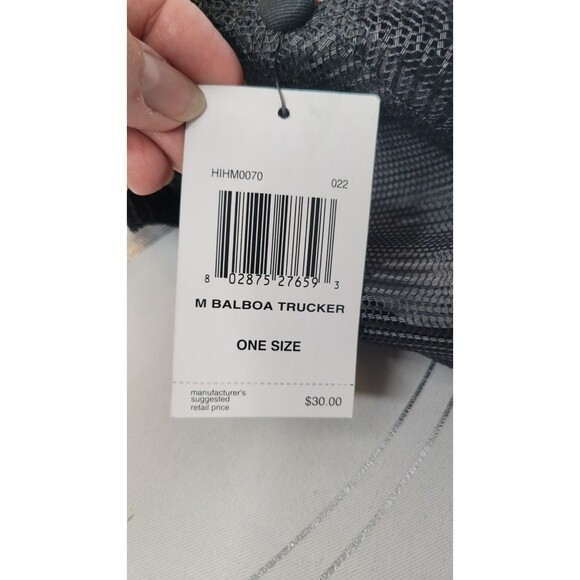 HIHM0070 022
8 02875 27659 3
M BALBOA TRUCKER
ONE SIZE
manufacturer's
suggested
retail price $30.00